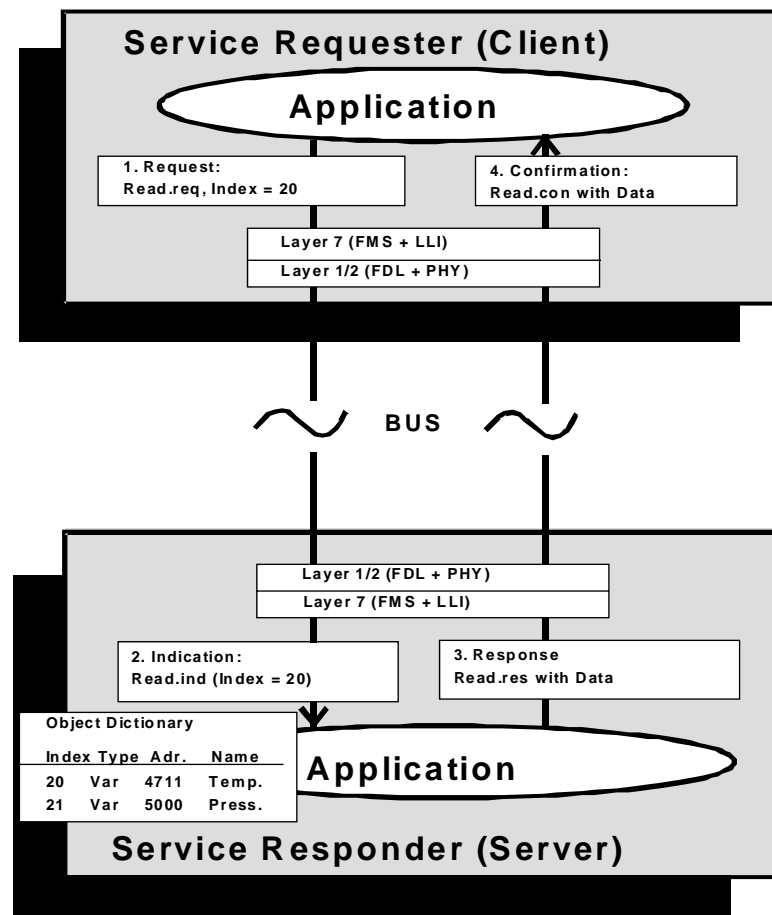 Service Requester (Client)
Application
1. Request:
Read.req, Index = 20
4. Confirmation:
Read.con with Data
Layer 7 (FMS + LLI)
Layer 1/2 (FDL + PHY)
BUS
Layer 1/2 (FDL + PHY)
Layer 7 (FMS + LLI)
2. Indication:
Read.ind (Index = 20)
3. Response
Read.res with Data
Object Dictionary
Index Type Adr. Name
20 Var 4711 Temp.
21 Var 5000 Press.
Application
Service Responder (Server)